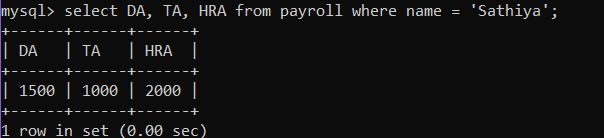 mysql> select DA, TA, HRA from payroll where name = 'Sathiya';
+------+------+------+
| DA   | TA   | HRA  |
+------+------+------+
| 1500 | 1000 | 2000 |
+------+------+------+
1 row in set (0.00 sec)